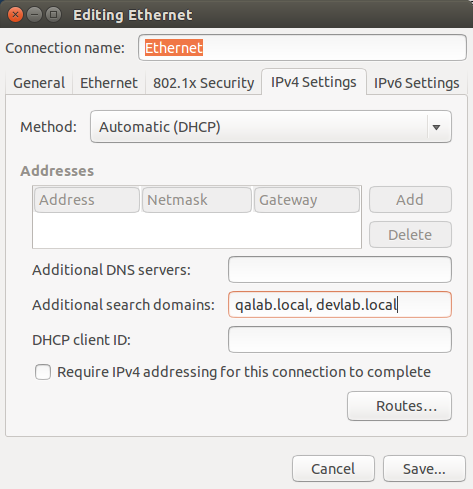 Editing Ethernet
Connection name: Ethernet
General Ethernet 802.1x Security IPv4 Settings IPv6 Settings
Method: Automatic (DHCP)
Addresses
Address Netmask Gateway Add
Delete
Additional DNS servers:
Additional search domains: qalab.local, devlab.local
DHCP client ID:
Require IPv4 addressing for this connection to complete
Routes...
Cancel Save...